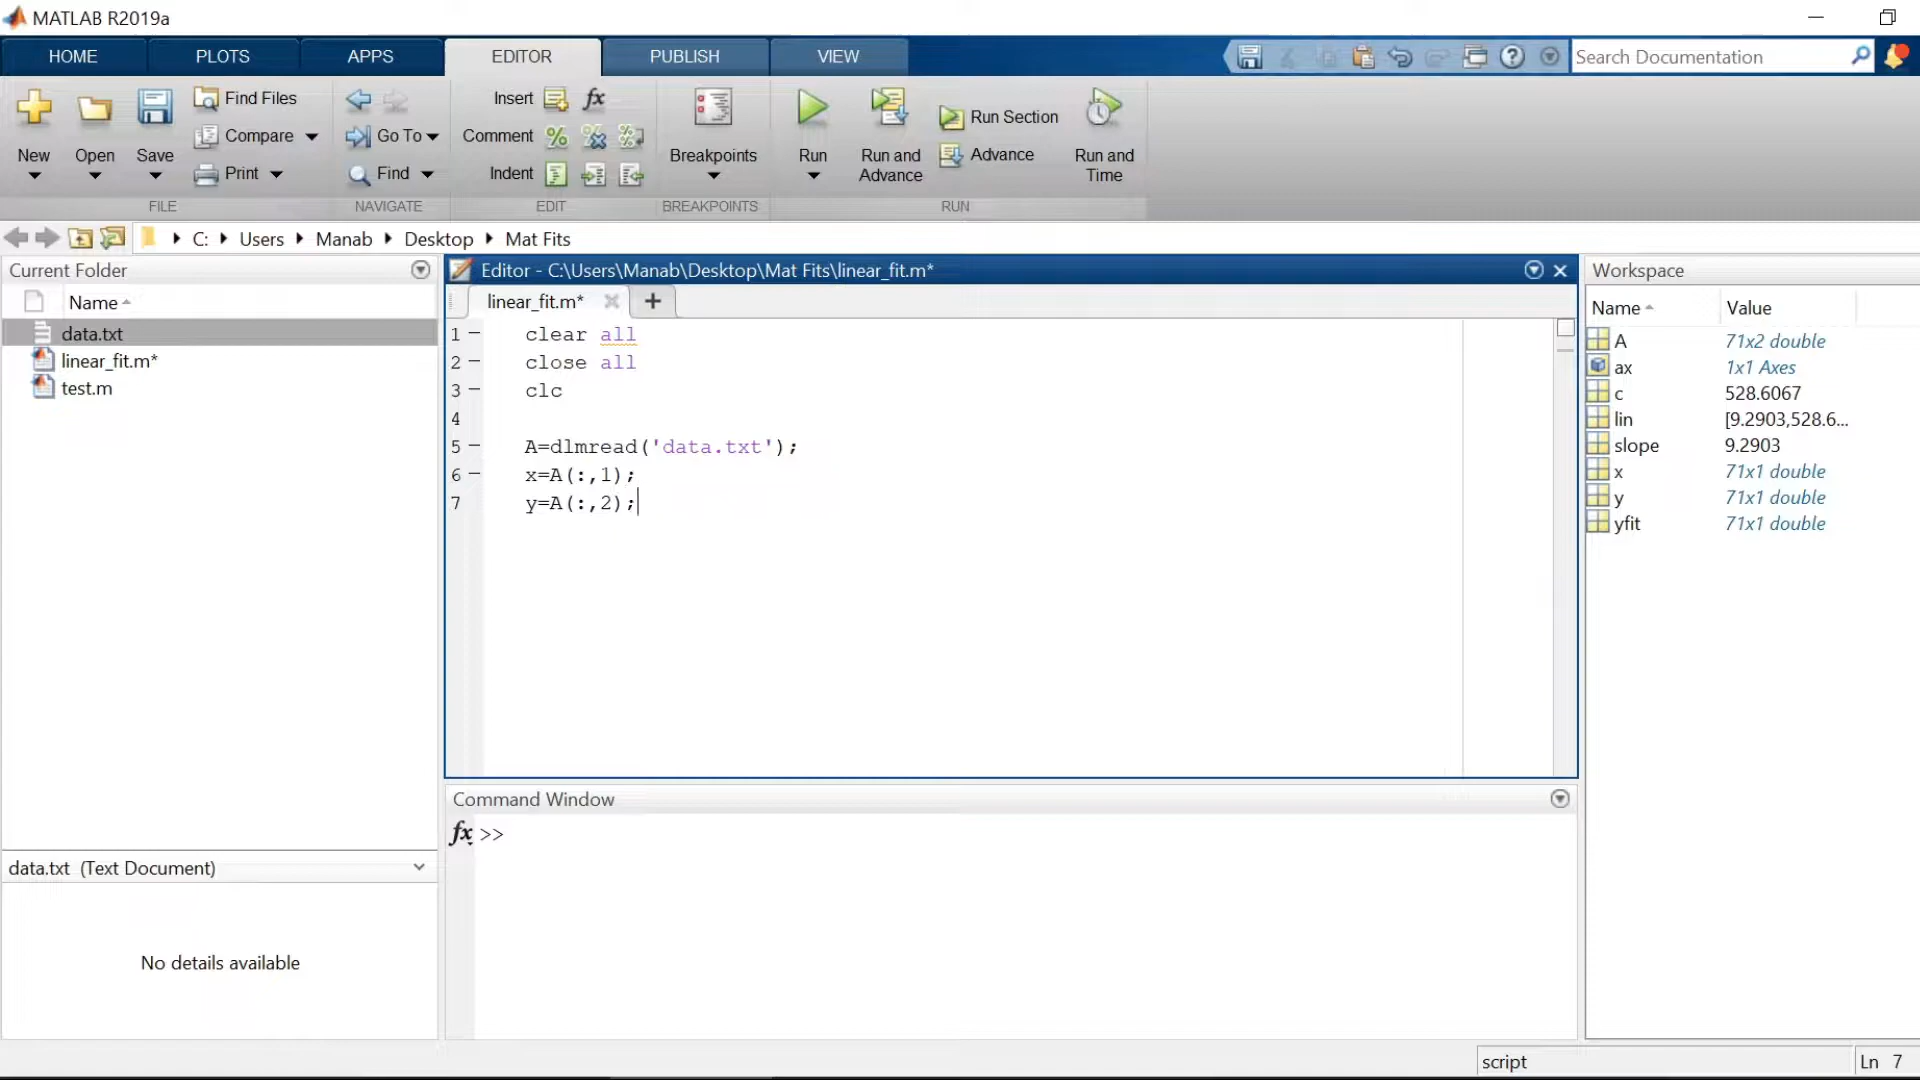 MATLAB R2019a
HOME PLOTS APPS EDITOR PUBLISH VIEW Search Documentation
New Open Save Find Files Compare Print
FILE
Go To Find
NAVIGATE
Insert fx
Comment
Indent
EDIT
Breakpoints
BREAKPOINTS
Run Run and Advance Run Section Advance Run and Time
RUN
C: Users Manab Desktop Mat Fits
Current Folder
Name
data.txt
linear_fit.m*
test.m
data.txt (Text Document)
No details available
Editor - C:\Users\Manab\Desktop\Mat Fits\linear_fit.m*
linear_fit.m* +
1 clear all
2 close all
3 clc
4
5 A=dlmread('data.txt');
6 x=A(:,1);
7 y=A(:,2);
Command Window
fx >>
Workspace
Name Value
A 71x2 double
ax 1x1 Axes
c 528.6067
lin [9.2903,528.6...
slope 9.2903
x 71x1 double
y 71x1 double
yfit 71x1 double
script Ln 7